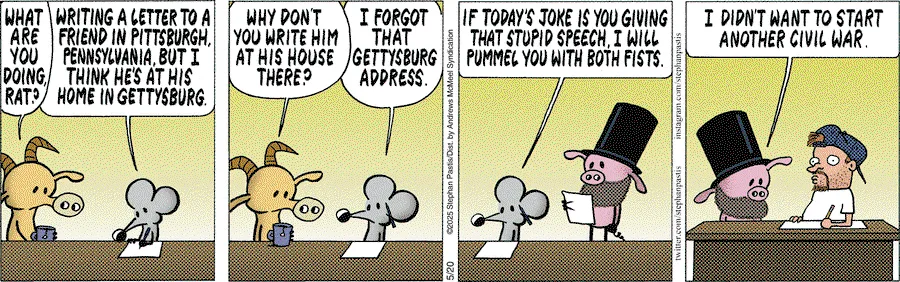 WHAT
ARE
YOU
DOING,
RAT?
WRITING A LETTER TO A
FRIEND IN PITTSBURGH,
PENNSYLVANIA, BUT I
THINK HE'S AT HIS
HOME IN GETTYSBURG.
WHY DON'T
YOU WRITE HIM
AT HIS HOUSE
THERE?
I FORGOT
THAT
GETTYSBURG
ADDRESS.
©2025 Stephan Pastis/Dist. by Andrews McMeel Syndication
5/20
IF TODAY'S JOKE IS YOU GIVING
THAT STUPID SPEECH, I WILL
PUMMEL YOU WITH BOTH FISTS.
twitter.com/stephanpastis
instagram.com/stephanpastis
I DIDN'T WANT TO START
ANOTHER CIVIL WAR.